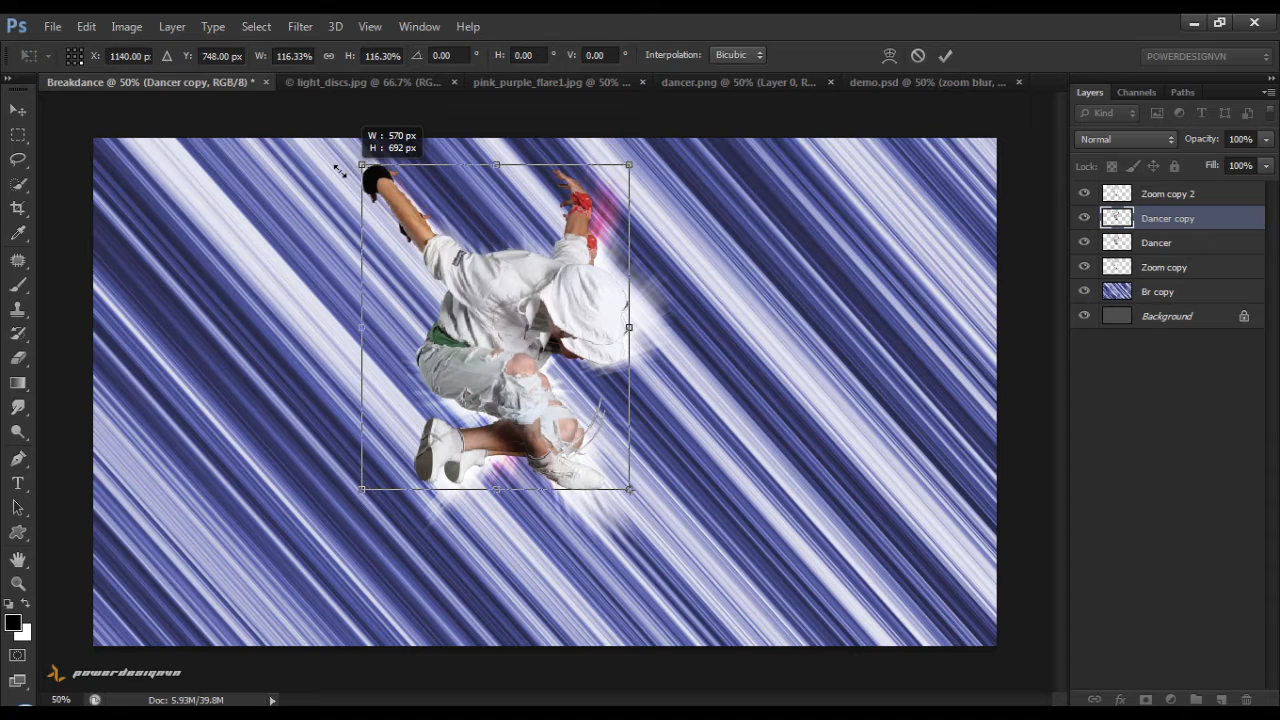 Ps File Edit Image Layer Type Select Filter 3D View Window Help
X: 1140.00 px Y: 748.00 px W: 116.33% H: 116.30% 0.00 ° H: 0.00 ° V: 0.00 ° Interpolation: Bicubic POWERDESIGNVN
Breakdance @ 50% (Dancer copy, RGB/8) * × © light_discs.jpg @ 66.7% (RG... × pink_purple_flare1.jpg @ 50% ... × dancer.png @ 50% (Layer 0, R... × demo.psd @ 50% (zoom blur, ... ×
Layers Channels Paths
Kind
Normal Opacity: 100%
Lock: Fill: 100%
Zoom copy 2
Dancer copy
Dancer
Zoom copy
Br copy
Background
W : 570 px
H : 692 px
powerdesignvn
50% Doc: 5.93M/39.8M
fx